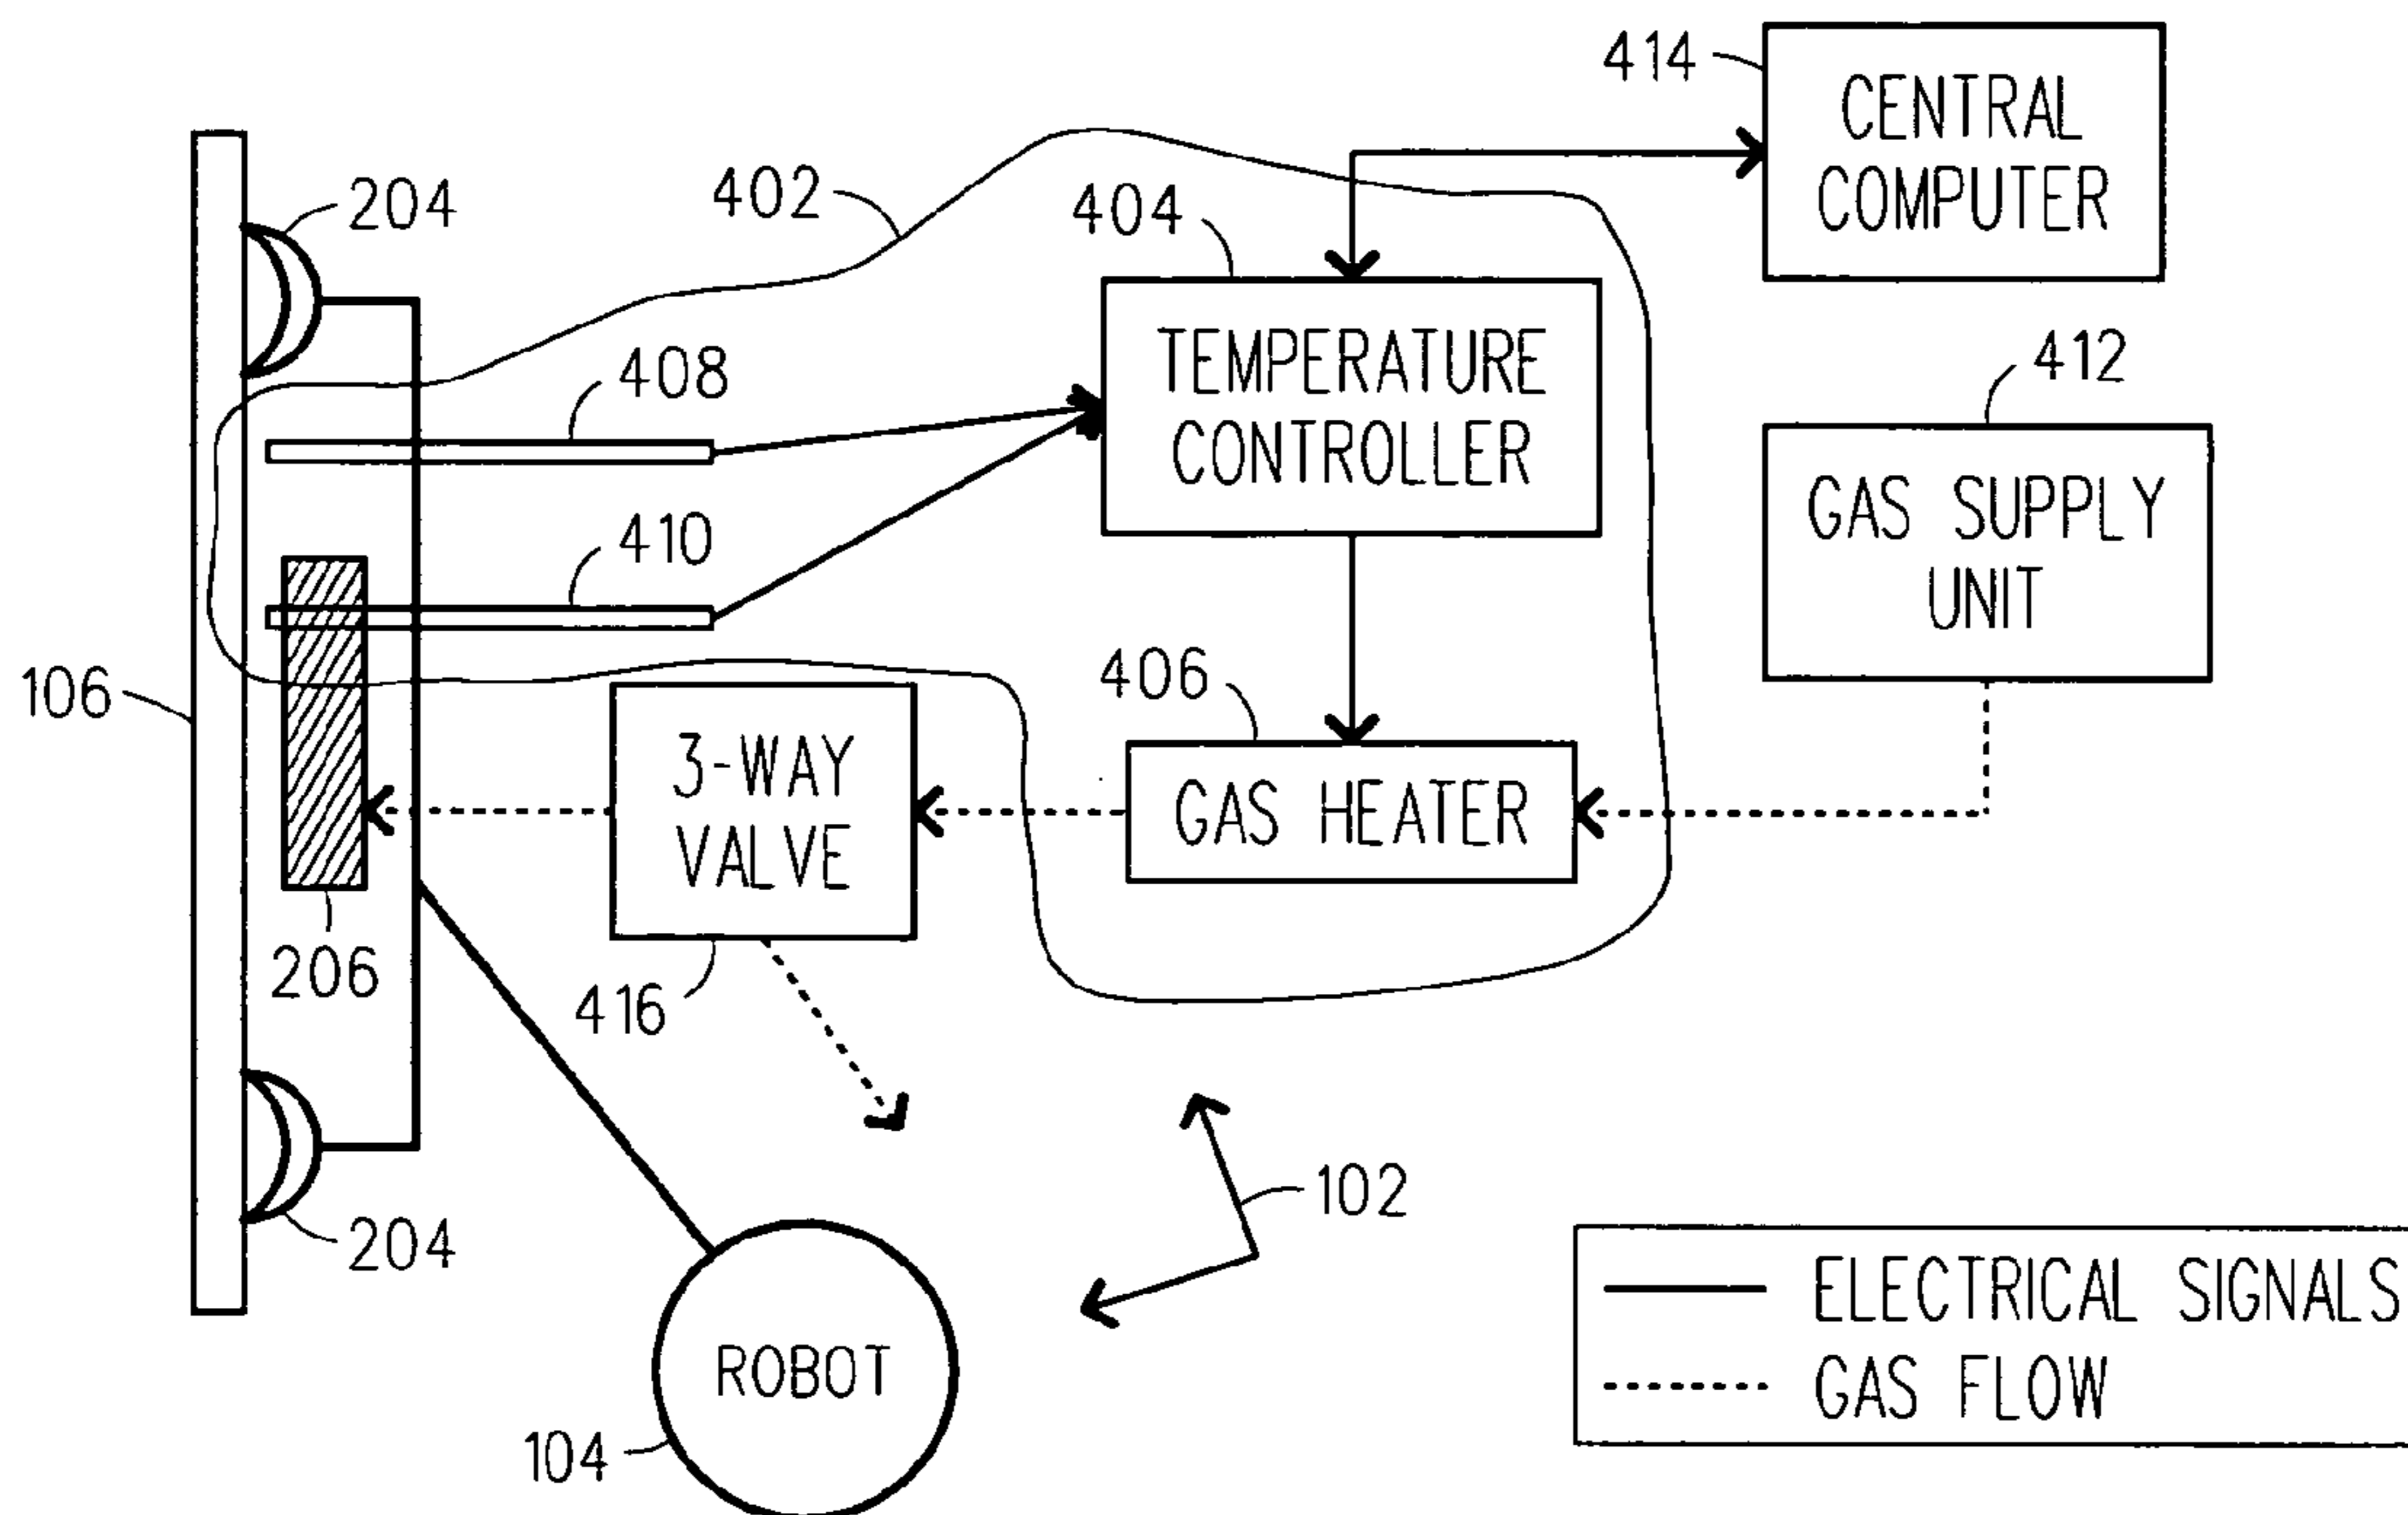 414
CENTRAL
COMPUTER
204
402
404
408
TEMPERATURE
CONTROLLER
412
GAS SUPPLY
UNIT
410
106
406
3-WAY
VALVE
GAS HEATER
206
416
102
204
ROBOT
104
ELECTRICAL SIGNALS
GAS FLOW